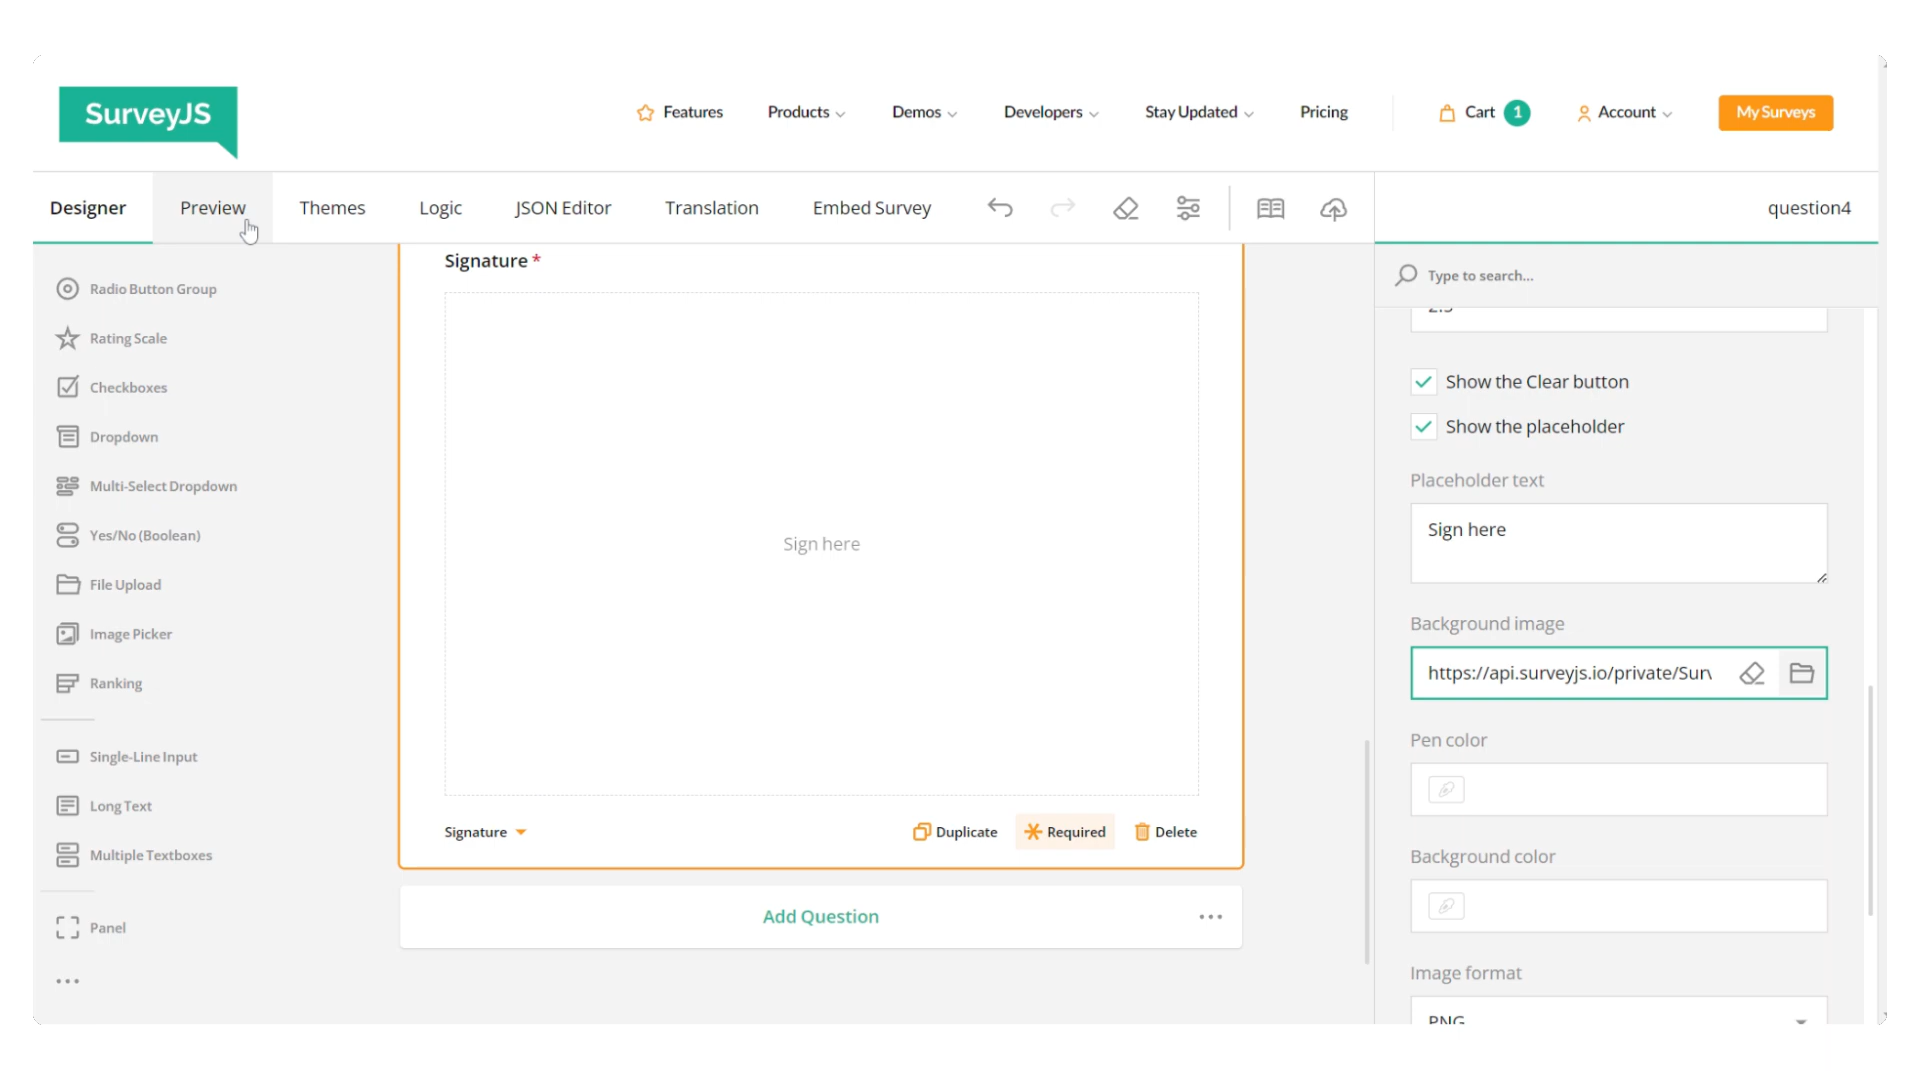 SurveyJS
Features
Products
Demos
Developers
Stay Updated
Pricing
Cart 1
Account
My Surveys
Designer
Preview
Themes
Logic
JSON Editor
Translation
Embed Survey
question4
Radio Button Group
Rating Scale
Checkboxes
Dropdown
Multi-Select Dropdown
Yes/No (Boolean)
File Upload
Image Picker
Ranking
Single-Line Input
Long Text
Multiple Textboxes
Panel
Signature *
Sign here
Signature
Duplicate
Required
Delete
Add Question
Type to search...
Show the Clear button
Show the placeholder
Placeholder text
Sign here
Background image
https://api.surveyjs.io/private/Sur
Pen color
Background color
Image format
PNG